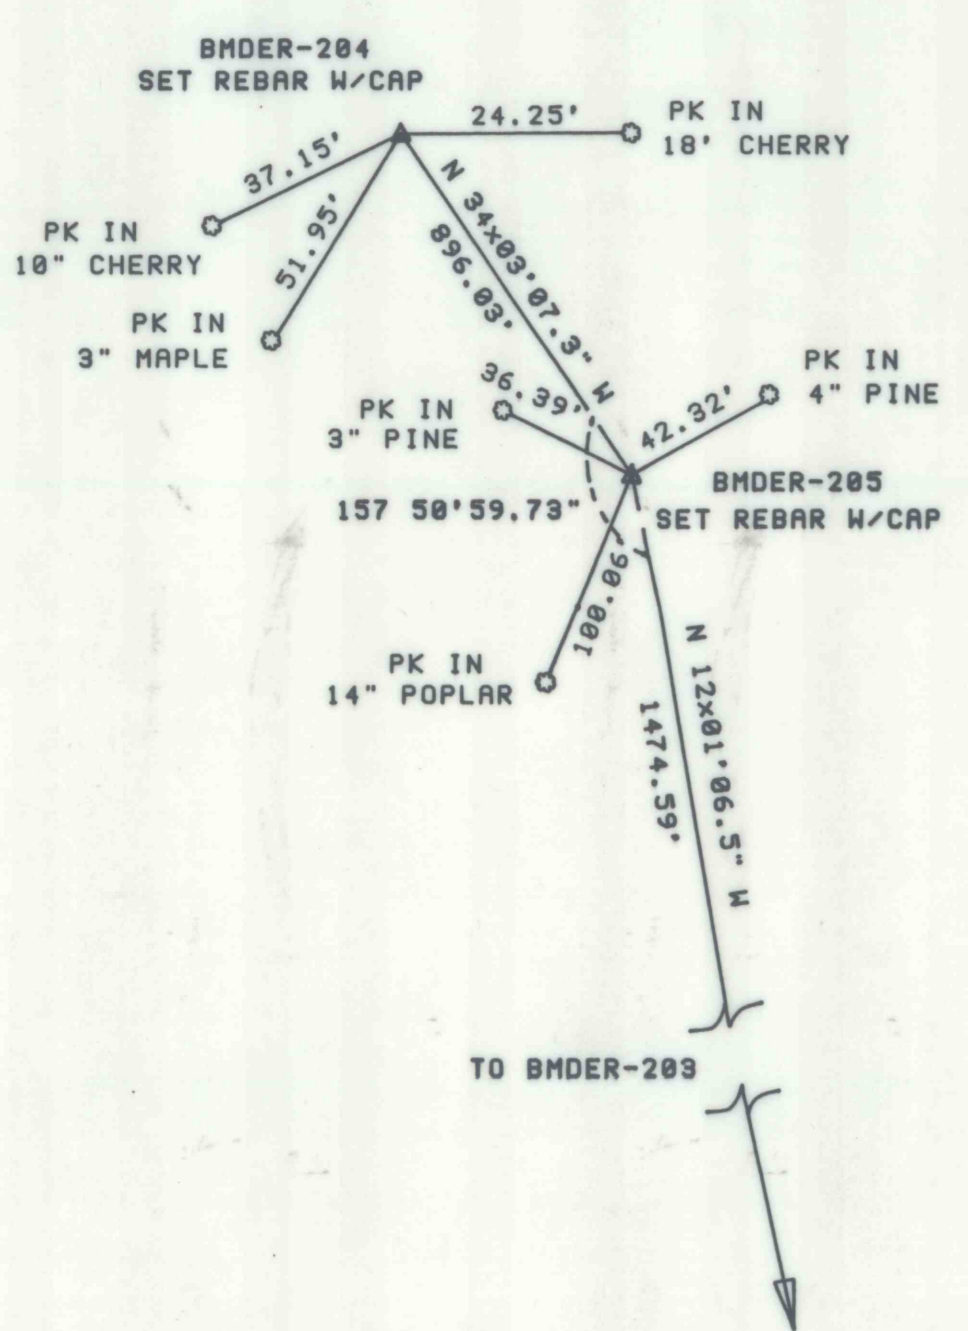 BMDER-204
SET REBAR W/CAP
24.25'
PK IN
18' CHERRY
37.15'
PK IN
10" CHERRY
51.95'
PK IN
3" MAPLE
N 34x03'07.3" W
896.03'
36.39'
PK IN
3" PINE
42.32'
PK IN
4" PINE
BMDER-205
SET REBAR W/CAP
157 50'59.73"
100.06'
PK IN
14" POPLAR
N 12x01'06.5" W
1474.59'
TO BMDER-203